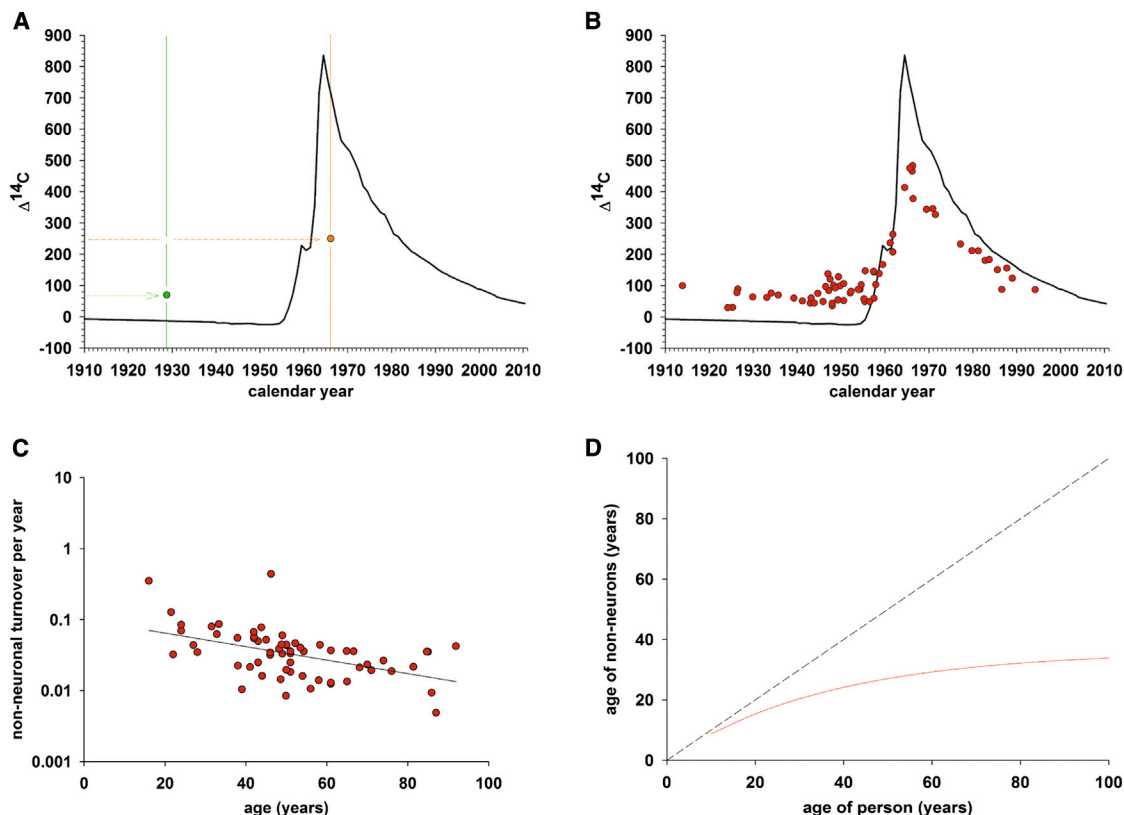 A
B
900
800
700
600
500
400
300
200
100
0
-100
Δ14C
1910 1920 1930 1940 1950 1960 1970 1980 1990 2000 2010
calendar year
900
800
700
600
500
400
300
200
100
0
-100
Δ14C
1910 1920 1930 1940 1950 1960 1970 1980 1990 2000 2010
calendar year
C
D
10
1
0.1
0.01
0.001
non-neuronal turnover per year
0 20 40 60 80 100
age (years)
100
80
60
40
20
0
age of non-neurons (years)
0 20 40 60 80 100
age of person (years)